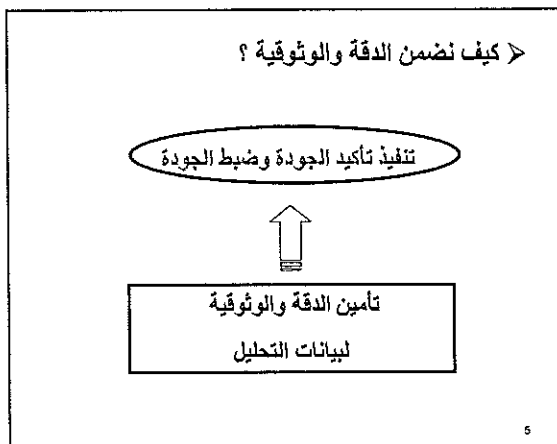 ➢ كيف نضمن الدقة والوثوقية ؟
تنفيذ تأكيد الجودة وضبط الجودة
تأمين الدقة والوثوقية
لبيانات التحليل
5